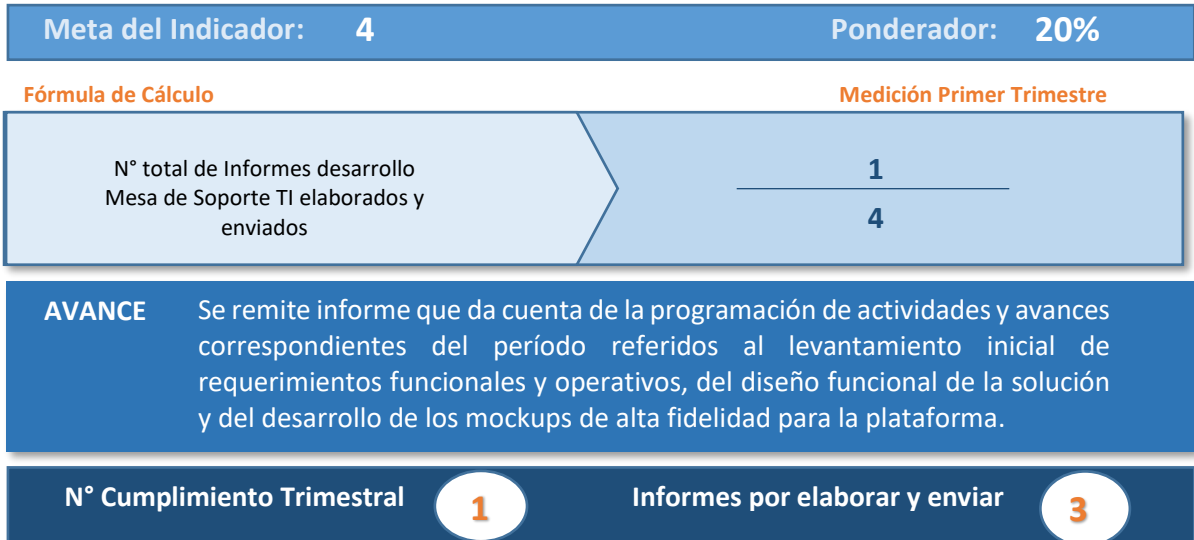 Meta del Indicador: 4 Ponderador: 20%
Fórmula de Cálculo Medición Primer Trimestre
N° total de Informes desarrollo
Mesa de Soporte TI elaborados y
enviados
1
4
AVANCE Se remite informe que da cuenta de la programación de actividades y avances
correspondientes del período referidos al levantamiento inicial de
requerimientos funcionales y operativos, del diseño funcional de la solución
y del desarrollo de los mockups de alta fidelidad para la plataforma.
N° Cumplimiento Trimestral 1 Informes por elaborar y enviar 3